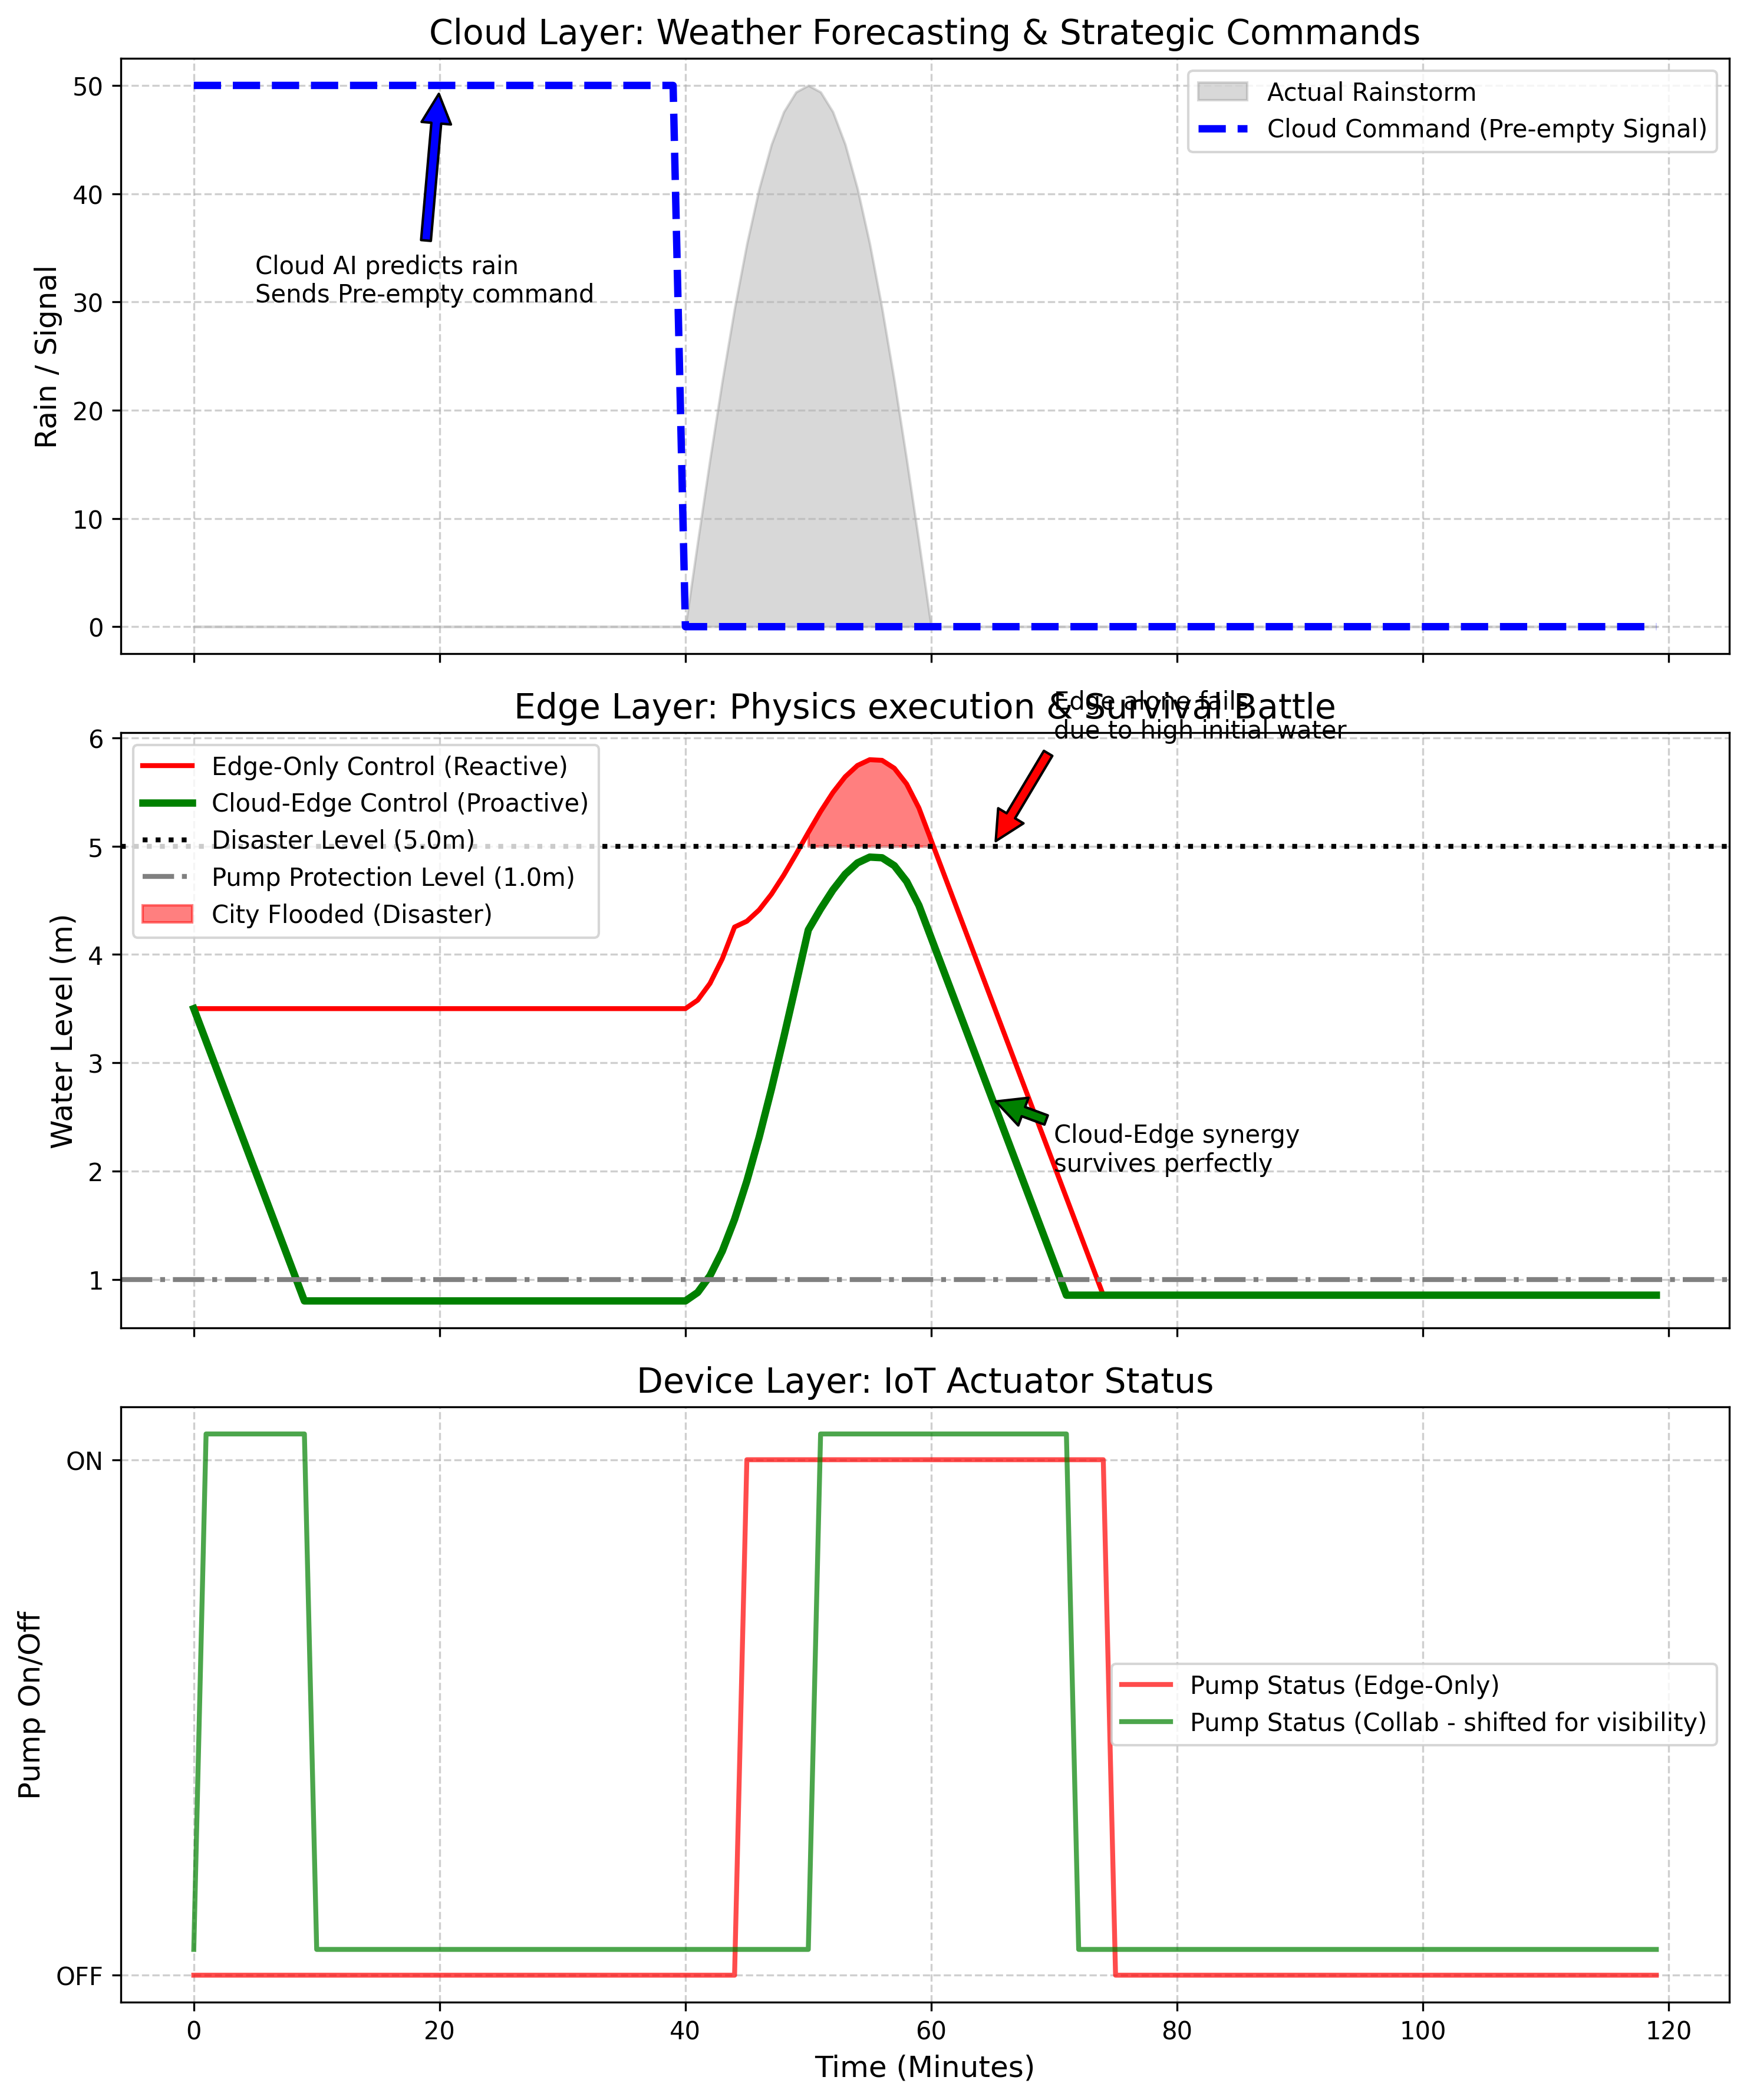 Cloud Layer: Weather Forecasting & Strategic Commands
Rain / Signal
50
40
30
20
10
0
Actual Rainstorm
Cloud Command (Pre-empty Signal)
Cloud AI predicts rain
Sends Pre-empty command
Edge Layer: Physics execution & Survival Battle
Edge alone fails
due to high initial water
Water Level (m)
6
5
4
3
2
1
Edge-Only Control (Reactive)
Cloud-Edge Control (Proactive)
Disaster Level (5.0m)
Pump Protection Level (1.0m)
City Flooded (Disaster)
Cloud-Edge synergy
survives perfectly
Device Layer: IoT Actuator Status
Pump On/Off
ON
OFF
Pump Status (Edge-Only)
Pump Status (Collab - shifted for visibility)
0
20
40
60
80
100
120
Time (Minutes)